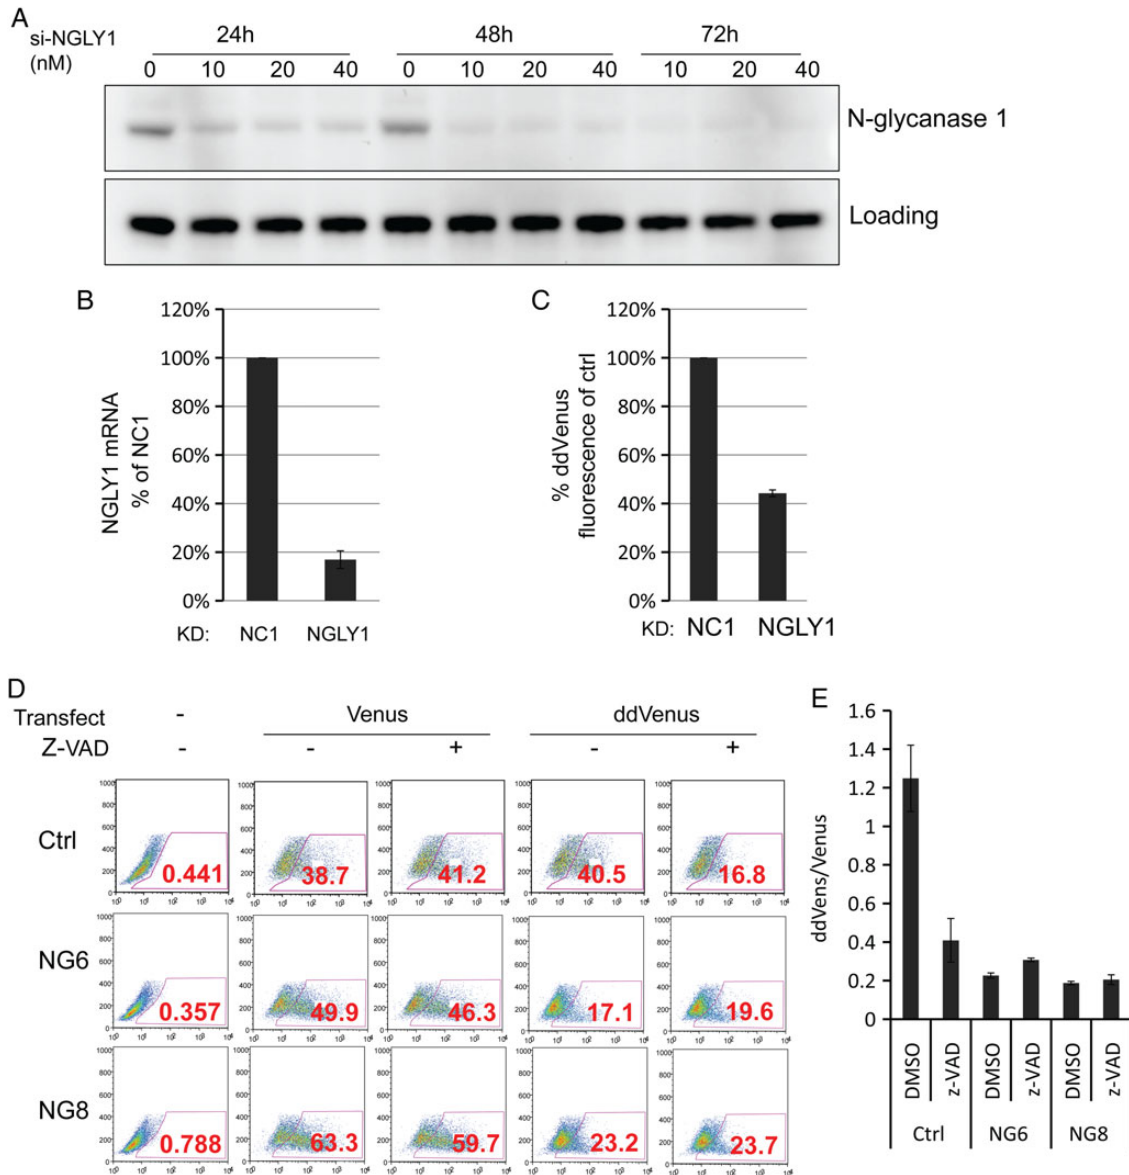 A
si-NGLY1
(nM)
24h 48h 72h
0 10 20 40 0 10 20 40 10 20 40
N-glycanase 1
Loading
B
NGLY1 mRNA
% of NC1
120%
100%
80%
60%
40%
20%
0%
KD: NC1 NGLY1
C
% ddVenus
fluorescence of ctrl
120%
100%
80%
60%
40%
20%
0%
KD: NC1 NGLY1
D
Transfect - Venus ddVenus
Z-VAD - - + - +
Ctrl
0.441 38.7 41.2 40.5 16.8
NG6
0.357 49.9 46.3 17.1 19.6
NG8
0.788 63.3 59.7 23.2 23.7
E
ddVens/Venus
1.6
1.4
1.2
1
0.8
0.6
0.4
0.2
0
DMSO z-VAD DMSO z-VAD DMSO z-VAD
Ctrl NG6 NG8